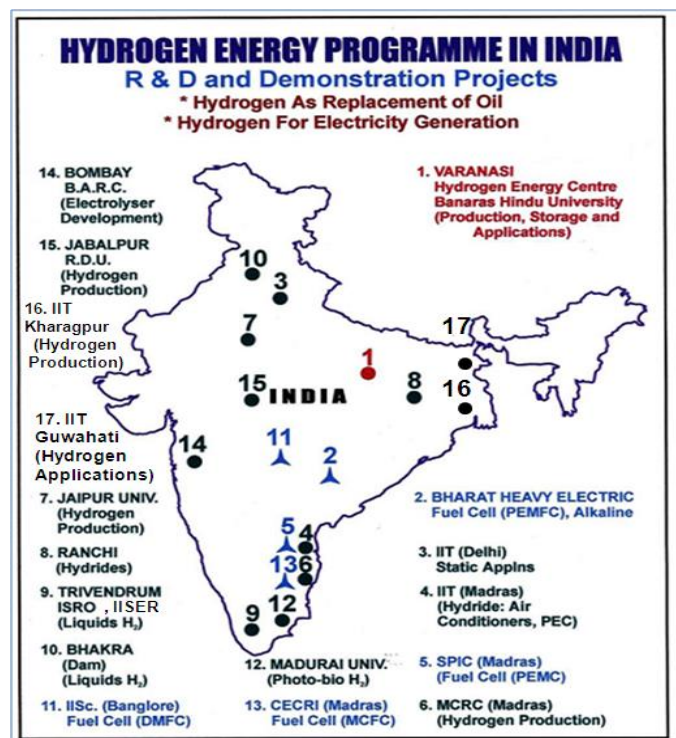 HYDROGEN ENERGY PROGRAMME IN INDIA
R & D and Demonstration Projects
* Hydrogen As Replacement of Oil
* Hydrogen For Electricity Generation
14. BOMBAY
B.A.R.C.
(Electrolyser
Development)
15. JABALPUR
R.D.U.
(Hydrogen
Production)
16. IIT
Kharagpur
(Hydrogen
Production)
17. IIT
Guwahati
(Hydrogen
Applications)
1. VARANASI
Hydrogen Energy Centre
Banaras Hindu University
(Production, Storage and
Applications)
10
3
7
17
1
15
INDIA
8
16
14
11
2
5
4
13
6
9
12
7. JAIPUR UNIV.
(Hydrogen
Production)
8. RANCHI
(Hydrides)
9. TRIVENDRUM
ISRO , IISER
(Liquids H₂)
10. BHAKRA
(Dam)
(Liquids H₂)
11. IISc. (Banglore)
Fuel Cell (DMFC)
12. MADURAI UNIV.
(Photo-bio H₂)
13. CECRI (Madras)
Fuel Cell (MCFC)
2. BHARAT HEAVY ELECTRIC
Fuel Cell (PEMFC), Alkaline
3. IIT (Delhi)
Static Applns
4. IIT (Madras)
(Hydride: Air
Conditioners, PEC)
5. SPIC (Madras)
(Fuel Cell (PEMC)
6. MCRC (Madras)
(Hydrogen Production)